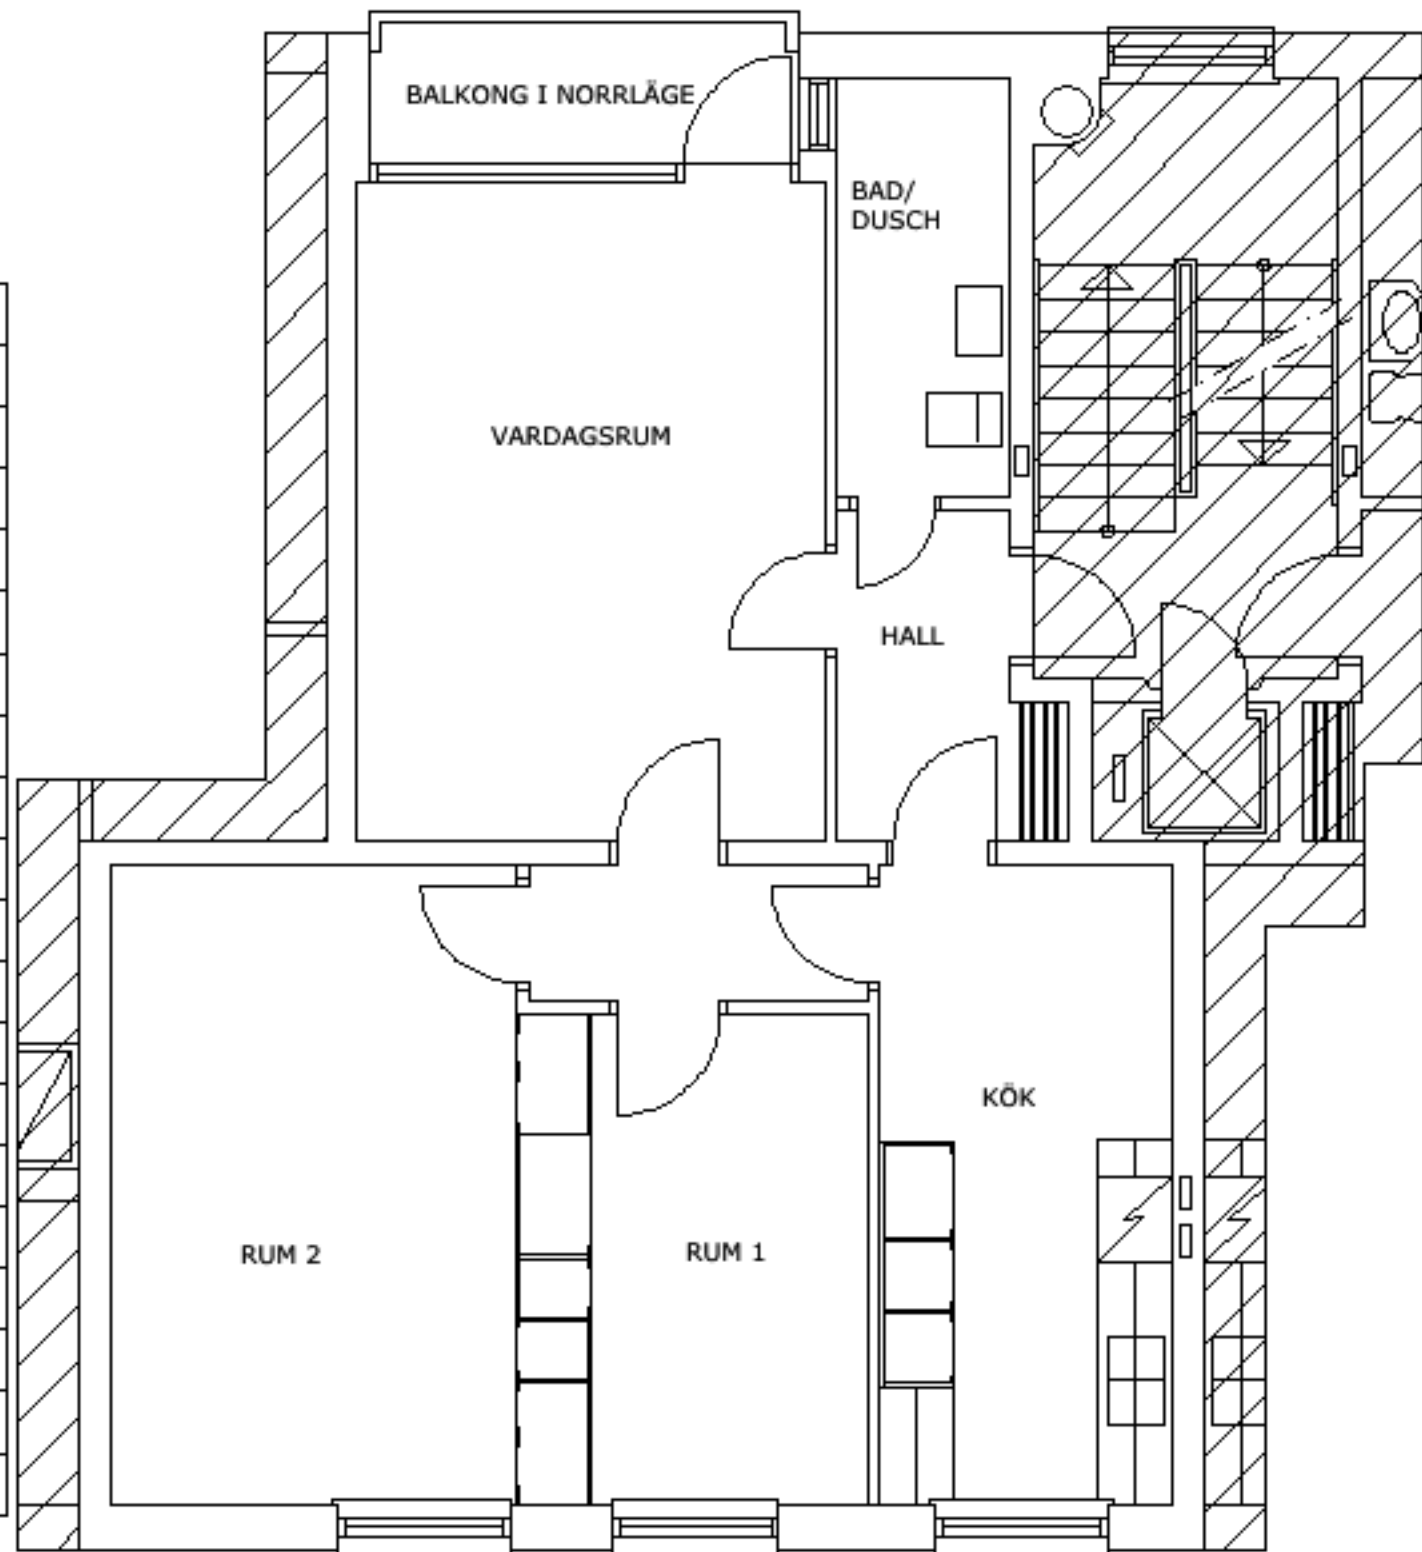 BALKONG I NORRLÄGE
BAD/
DUSCH
VARDAGSRUM
HALL
KÖK
RUM 2
RUM 1